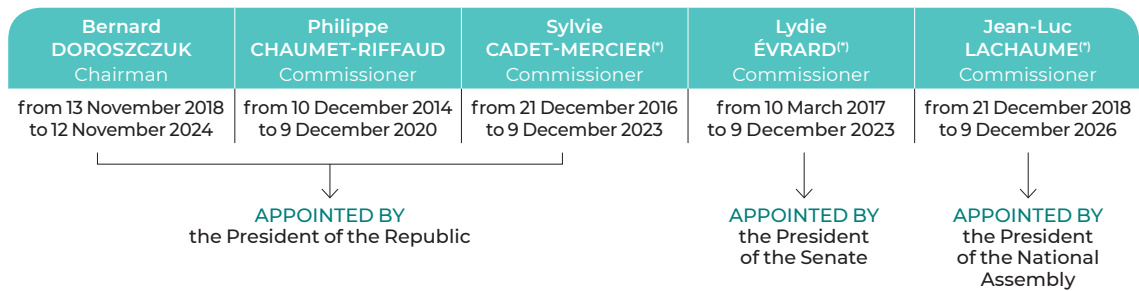 Bernard
DOROSZCZUK
Chairman
from 13 November 2018
to 12 November 2024
Philippe
CHAUMET-RIFFAUD
Commissioner
from 10 December 2014
to 9 December 2020
Sylvie
CADET-MERCIER(*)
Commissioner
from 21 December 2016
to 9 December 2023
Lydie
ÉVRARD(*)
Commissioner
from 10 March 2017
to 9 December 2023
Jean-Luc
LACHAUME(*)
Commissioner
from 21 December 2018
to 9 December 2026
APPOINTED BY
the President of the Republic
APPOINTED BY
the President
of the Senate
APPOINTED BY
the President
of the National
Assembly